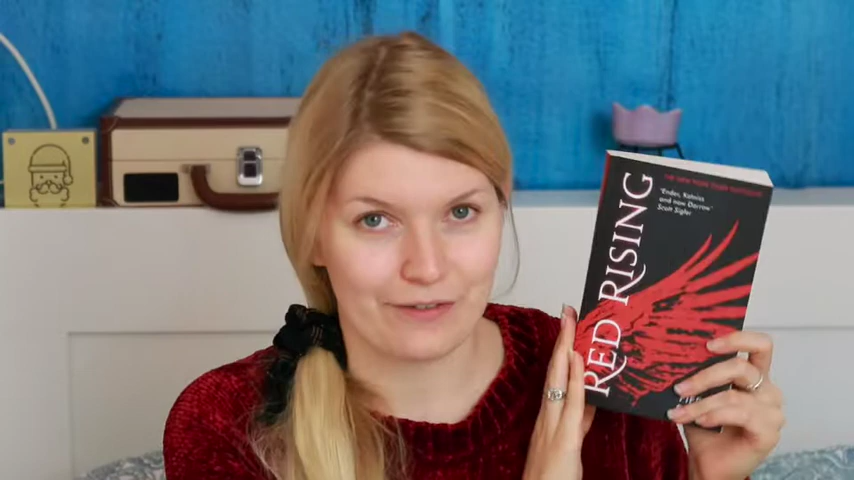 THE NEW YORK TIMES BESTSELLER
"Ender, Katniss
and now Darrow"
Scott Sigler
RED RISING